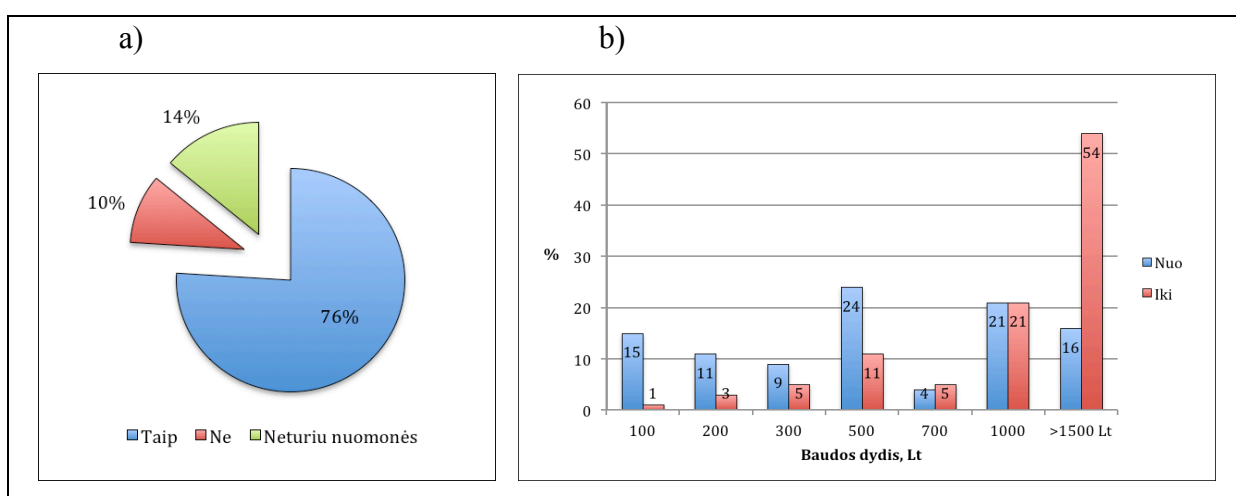 a)
b)
14%
10%
76%
Taip Ne Neturiu nuomonės
60
50
40
30
20
10
0
%
15 1 11 3 9 5 24 11 4 5 21 21 16 54
100 200 300 500 700 1000 >1500 Lt
Baudos dydis, Lt
Nuo
Iki